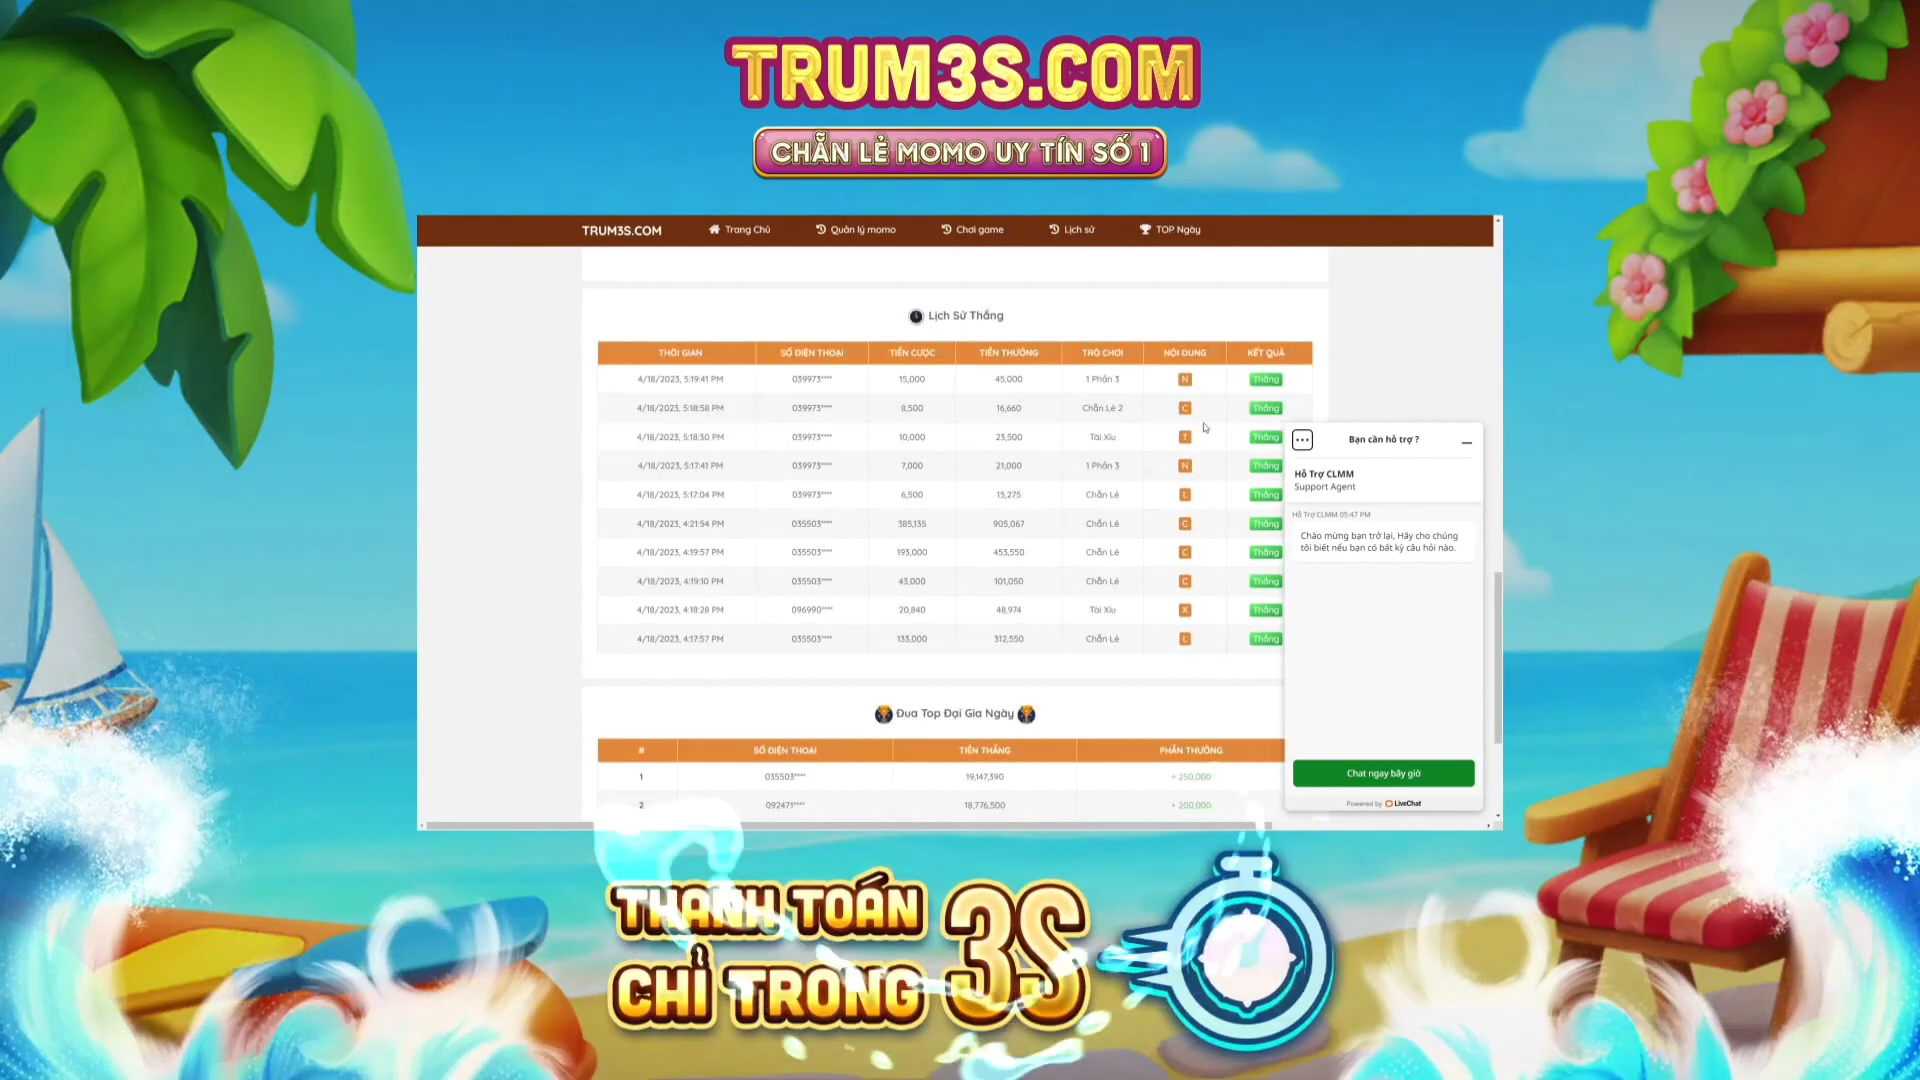 TRUM3S.COM
CHẴN LẺ MOMO UY TÍN SỐ 1
TRUM3S.COM Trang Chủ Quản lý momo Chơi game Lịch sử TOP Ngày
Lịch Sử Thắng
THỜI GIAN SỐ ĐIỆN THOẠI TIỀN CƯỢC TIỀN THƯỞNG TRÒ CHƠI NỘI DUNG KẾT QUẢ
4/18/2023, 5:19:41 PM 039973**** 15,000 45,000 1 Phần 3 N Thắng
4/18/2023, 5:18:58 PM 039973**** 8,500 16,660 Chẵn Lẻ 2 C Thắng
4/18/2023, 5:18:30 PM 039973**** 10,000 23,500 Tài Xỉu T Thắng
4/18/2023, 5:17:41 PM 039973**** 7,000 21,000 1 Phần 3 N Thắng
4/18/2023, 5:17:04 PM 039973**** 6,500 15,275 Chẵn Lẻ L Thắng
4/18/2023, 4:21:54 PM 035503**** 385,135 905,067 Chẵn Lẻ C Thắng
4/18/2023, 4:19:57 PM 035503**** 193,000 453,550 Chẵn Lẻ C Thắng
4/18/2023, 4:19:10 PM 035503**** 43,000 101,050 Chẵn Lẻ C Thắng
4/18/2023, 4:18:28 PM 096990**** 20,840 48,974 Tài Xỉu X Thắng
4/18/2023, 4:17:57 PM 035503**** 133,000 312,550 Chẵn Lẻ L Thắng
Đua Top Đại Gia Ngày
# SỐ ĐIỆN THOẠI TIỀN THẮNG PHẦN THƯỞNG
1 035503**** 19,147,390 + 250,000
2 092471**** 18,776,500 + 200,000
Bạn cần hỗ trợ ?
Hỗ Trợ CLMM
Support Agent
Hỗ Trợ CLMM 05:47 PM
Chào mừng bạn trở lại, Hãy cho chúng
tôi biết nếu bạn có bất kỳ câu hỏi nào.
Chat ngay bây giờ
Powered by LiveChat
THANH TOÁN
CHỈ TRONG
3S